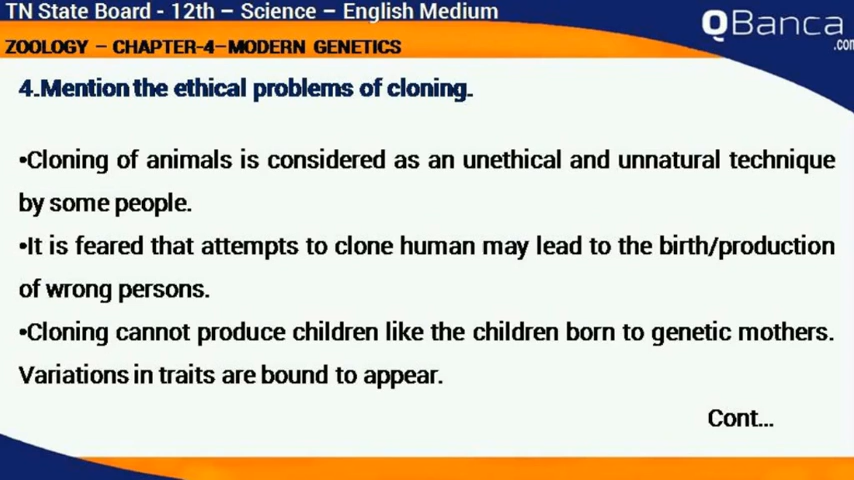 TN State Board - 12th – Science – English Medium
QBanca
.com
ZOOLOGY – CHAPTER-4–MODERN GENETICS
4.Mention the ethical problems of cloning.
•Cloning of animals is considered as an unethical and unnatural technique
by some people.
•It is feared that attempts to clone human may lead to the birth/production
of wrong persons.
•Cloning cannot produce children like the children born to genetic mothers.
Variations in traits are bound to appear.
Cont...